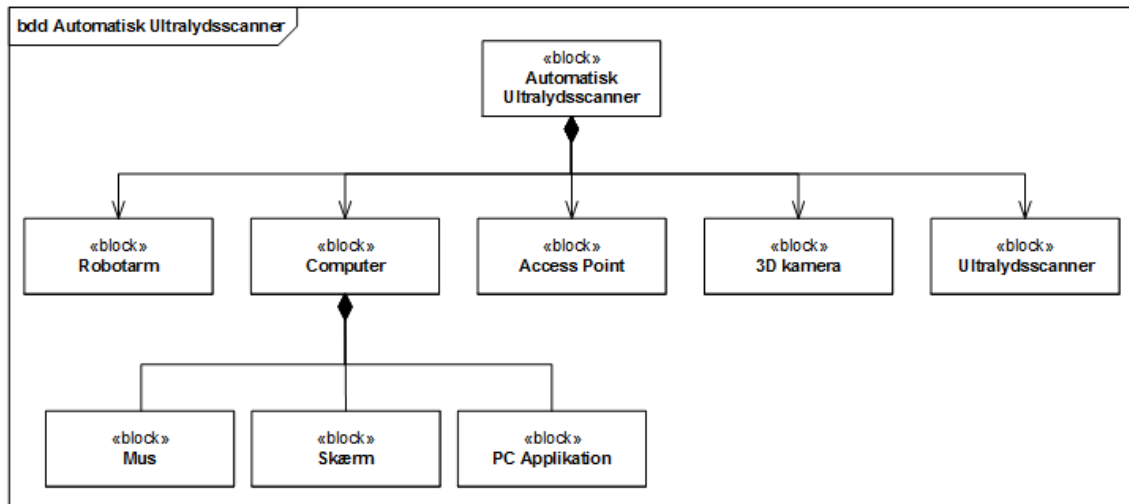 bdd Automatisk Ultralydsscanner
«block»
Automatisk
Ultralydsscanner
«block»
Robotarm
«block»
Computer
«block»
Access Point
«block»
3D kamera
«block»
Ultralydsscanner
«block»
Mus
«block»
Skærm
«block»
PC Applikation